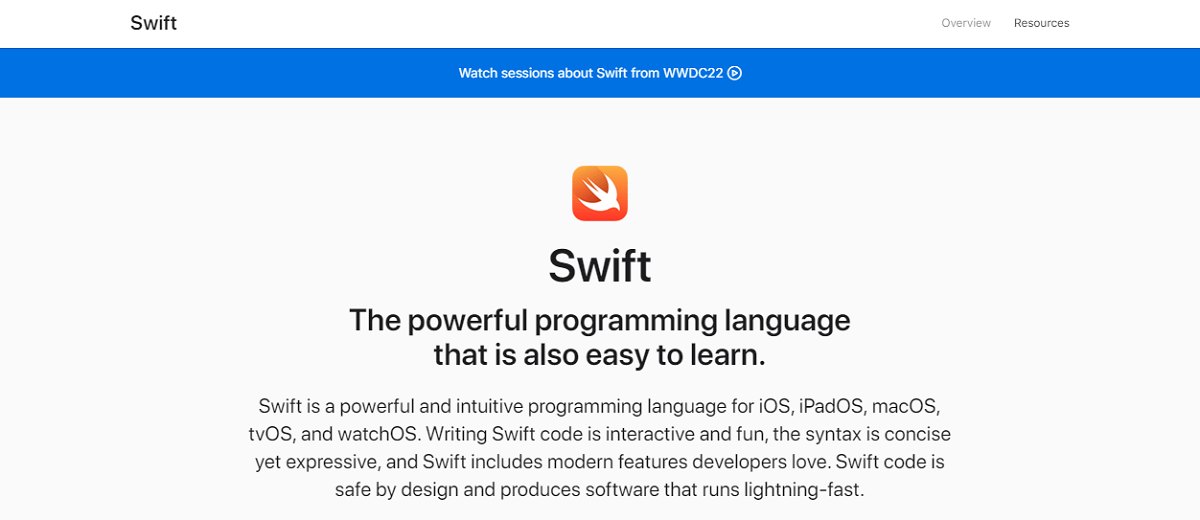 Swift
Overview
Resources
Watch sessions about Swift from WWDC22
Swift
The powerful programming language
that is also easy to learn.
Swift is a powerful and intuitive programming language for iOS, iPadOS, macOS,
tvOS, and watchOS. Writing Swift code is interactive and fun, the syntax is concise
yet expressive, and Swift includes modern features developers love. Swift code is
safe by design and produces software that runs lightning-fast.